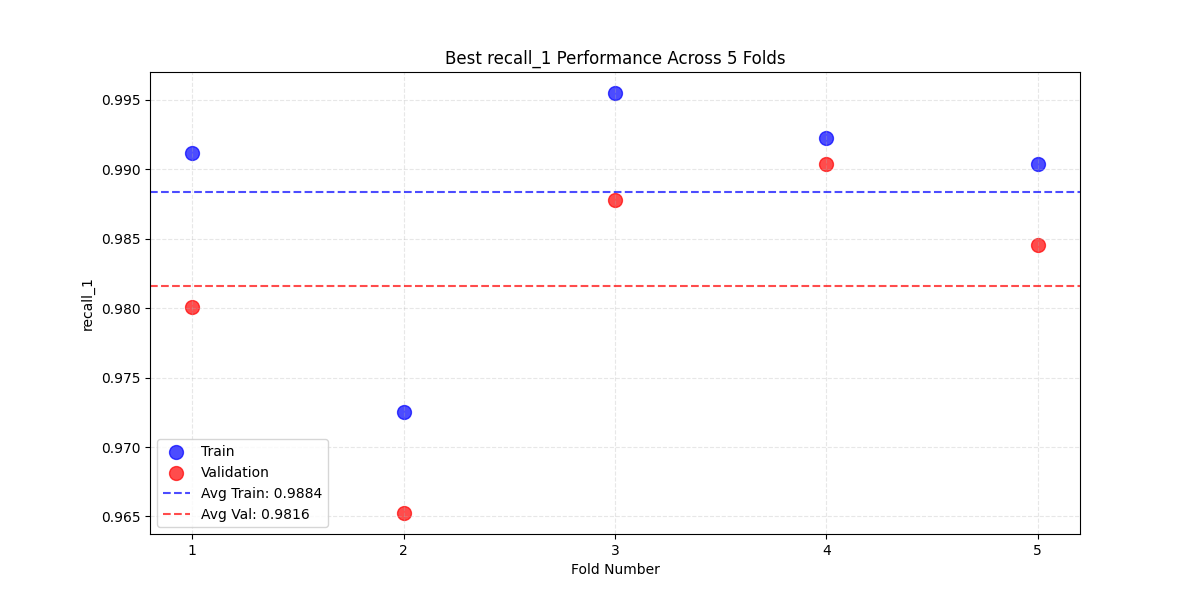 Best recall_1 Performance Across 5 Folds
0.995
0.990
0.985
0.980
0.975
0.970
0.965
recall_1
Train
Validation
Avg Train: 0.9884
Avg Val: 0.9816
1 2 3 4 5
Fold Number